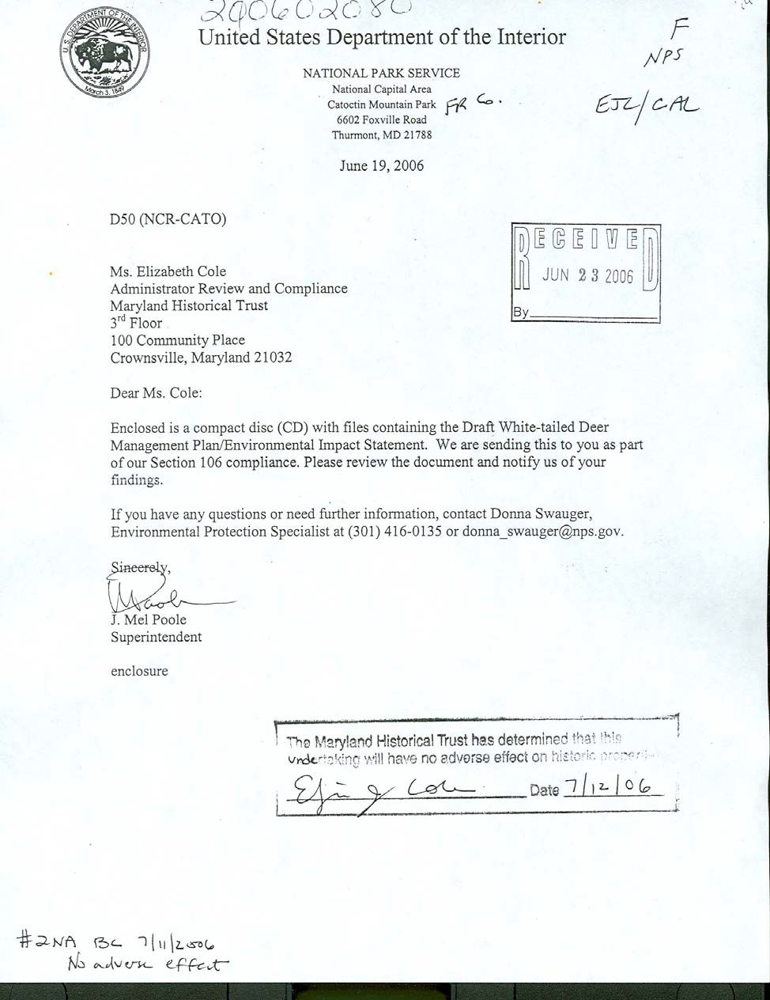 200602080
United States Department of the Interior
F
NPS
U.S. DEPARTMENT OF THE INTERIOR
March 3, 1849
NATIONAL PARK SERVICE
National Capital Area
Catoctin Mountain Park FR Co.
EJL/CAL
6602 Foxville Road
Thurmont, MD 21788
June 19, 2006
D50 (NCR-CATO)
RECEIVED
JUN 23 2006
By
Ms. Elizabeth Cole
Administrator Review and Compliance
Maryland Historical Trust
3rd Floor
100 Community Place
Crownsville, Maryland 21032
Dear Ms. Cole:
Enclosed is a compact disc (CD) with files containing the Draft White-tailed Deer
Management Plan/Environmental Impact Statement. We are sending this to you as part
of our Section 106 compliance. Please review the document and notify us of your
findings.
If you have any questions or need further information, contact Donna Swauger,
Environmental Protection Specialist at (301) 416-0135 or donna_swauger@nps.gov.
Sincerely,
J. Mel Poole
Superintendent
enclosure
The Maryland Historical Trust has determined that this
undertaking will have no adverse effect on historic
Cole Date 7/12/06
#2NA BC 7/11/2006
No adverse effect